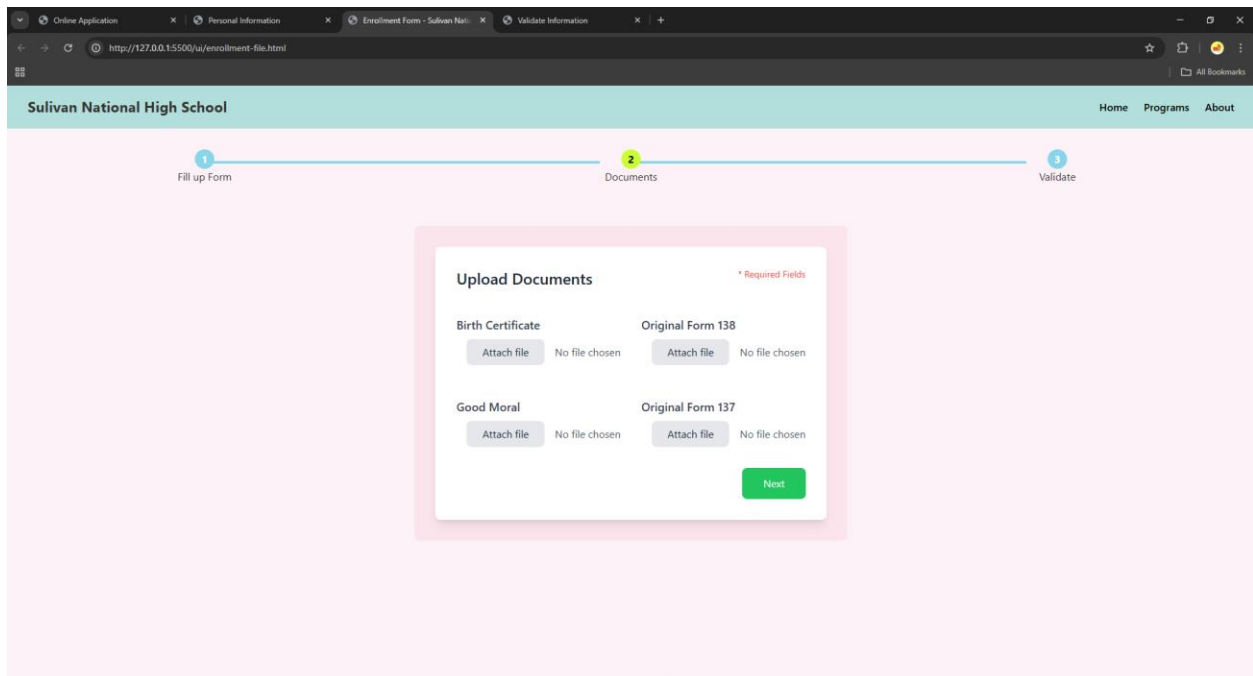 Online Application
Personal Information
Enrollment Form - Sulivan Natio
Validate Information
http://127.0.0.1:5500/ui/enrollment-file.html
All Bookmarks
Sulivan National High School
Home Programs About
1 2 3
Fill up Form Documents Validate
Upload Documents * Required Fields
Birth Certificate Original Form 138
Attach file No file chosen Attach file No file chosen
Good Moral Original Form 137
Attach file No file chosen Attach file No file chosen
Next